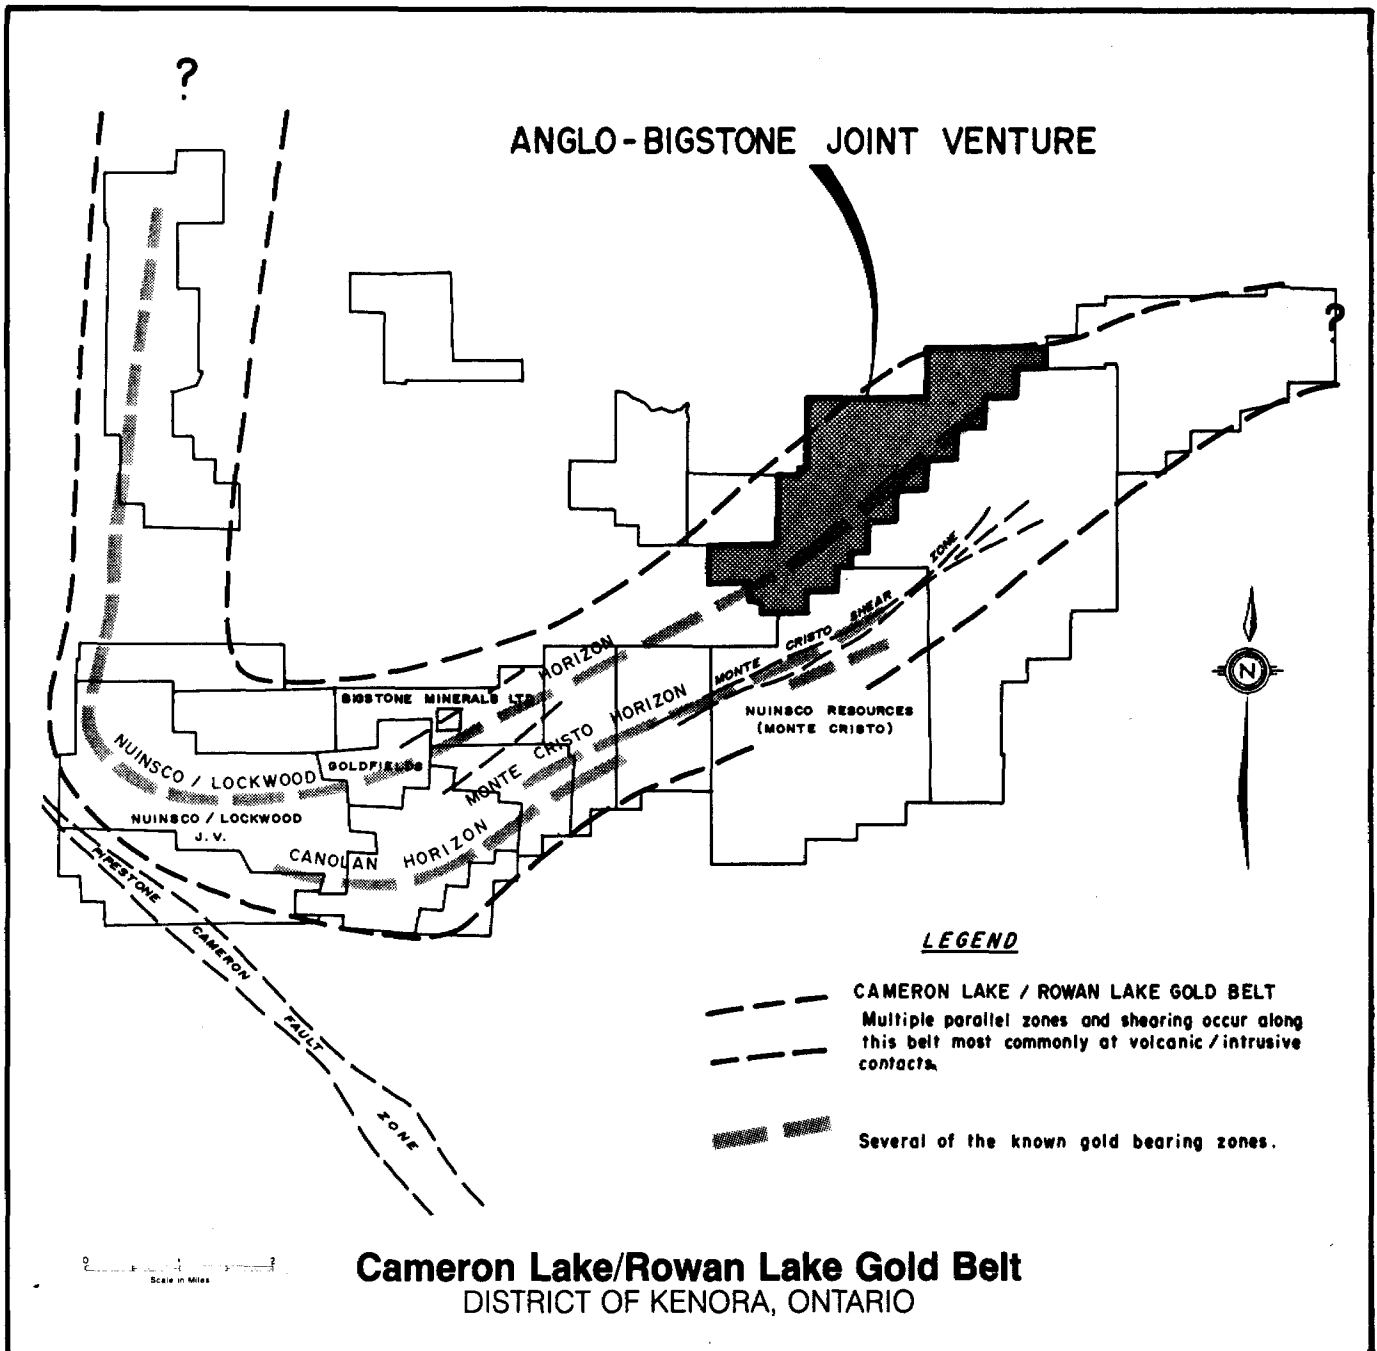 ?
ANGLO-BIGSTONE JOINT VENTURE
?
ZONE
SHEAR
CRISTO
MONTE
HORIZON
BIGSTONE MINERALS LTD
MONTE CRISTO HORIZON
NUINSCO RESOURCES
(MONTE CRISTO)
NUINSCO / LOCKWOOD
GOLDFIELDS
NUINSCO / LOCKWOOD
J. V.
CANOLAN HORIZON
PIPESTONE
CAMERON
FAULT
ZONE
N
LEGEND
CAMERON LAKE / ROWAN LAKE GOLD BELT
Multiple parallel zones and shearing occur along
this belt most commonly at volcanic / intrusive
contacts.
Several of the known gold bearing zones.
0 1 2
Scale in Miles
Cameron Lake/Rowan Lake Gold Belt
DISTRICT OF KENORA, ONTARIO